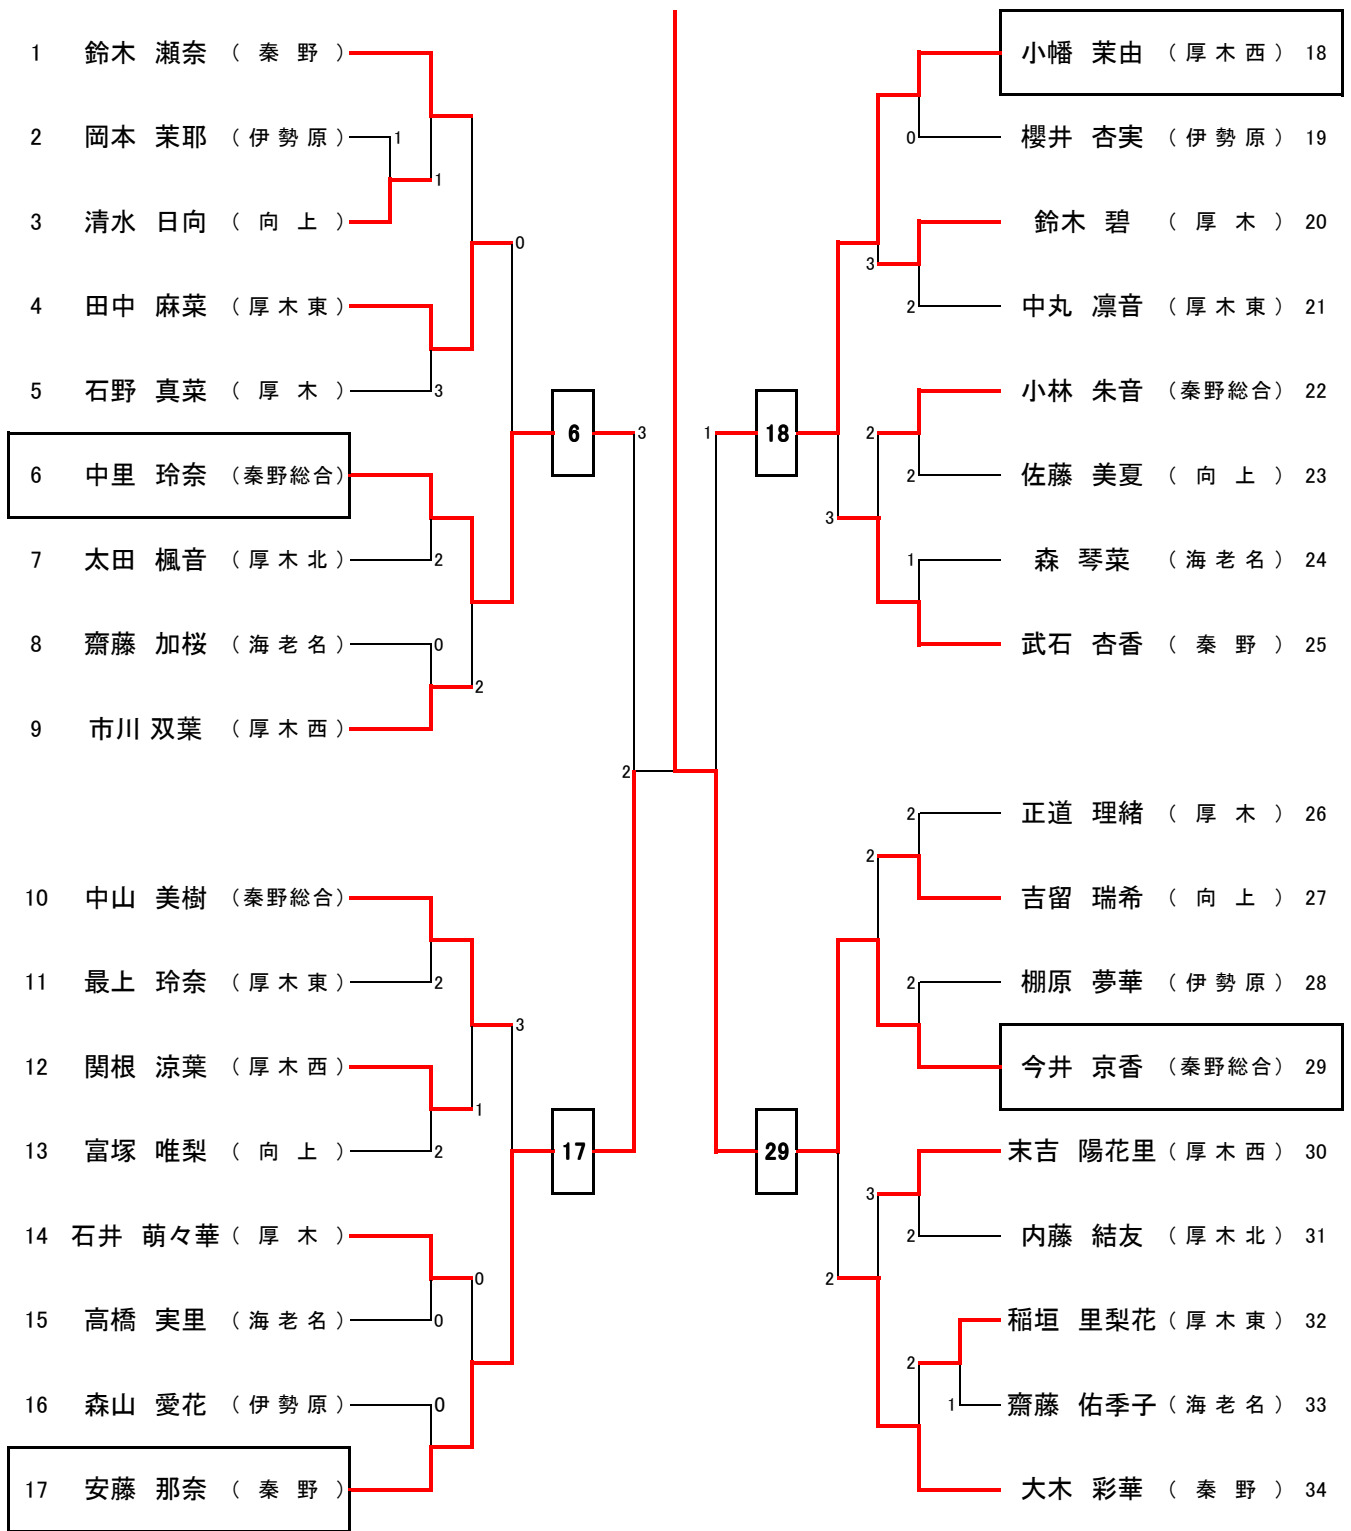 1 鈴木 瀬奈 （ 秦 野 ）
2 岡本 茉耶 （ 伊 勢 原 ） 1
1
3 清水 日向 （ 向 上 ）
0
4 田中 麻菜 （ 厚 木 東 ）
5 石野 真菜 （ 厚 木 ） 3
6 3
6 中里 玲奈 （秦野総合）
7 太田 楓音 （ 厚 木 北 ） 2
8 齋藤 加桜 （ 海 老 名 ） 0
2
9 市川 双葉 （ 厚 木 西 ）
2
10 中山 美樹 （秦野総合）
11 最上 玲奈 （ 厚 木 東 ） 2
3
12 関根 涼葉 （ 厚 木 西 ）
1
13 富塚 唯梨 （ 向 上 ） 2
17
14 石井 萌々華 （ 厚 木 ）
0
15 高橋 実里 （ 海 老 名 ） 0
16 森山 愛花 （ 伊 勢 原 ） 0
17 安藤 那奈 （ 秦 野 ）
小幡 茉由 （ 厚 木 西 ） 18
0 櫻井 杏実 （ 伊 勢 原 ） 19
鈴木 碧 （ 厚 木 ） 20
3
2 中丸 凛音 （ 厚 木 東 ） 21
小林 朱音 （秦野総合） 22
1 18 2
2 佐藤 美夏 （ 向 上 ） 23
3
1 森 琴菜 （ 海 老 名 ） 24
武石 杏香 （ 秦 野 ） 25
2 正道 理緒 （ 厚 木 ） 26
2
吉留 瑞希 （ 向 上 ） 27
2 棚原 夢華 （ 伊 勢 原 ） 28
今井 京香 （秦野総合） 29
29
末吉 陽花里 （ 厚 木 西 ） 30
3
2 内藤 結友 （ 厚 木 北 ） 31
2
稲垣 里梨花 （ 厚 木 東 ） 32
2
1 齋藤 佑季子 （ 海 老 名 ） 33
大木 彩華 （ 秦 野 ） 34